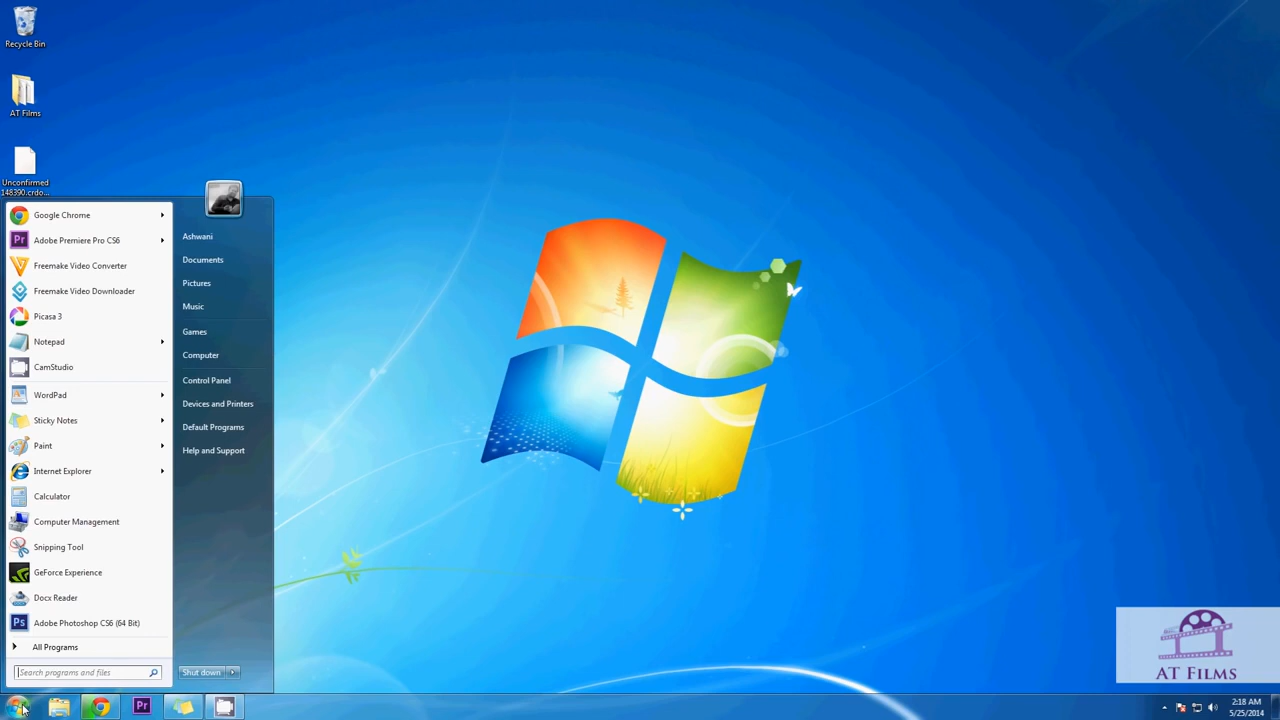 Recycle Bin
AT Films
Unconfirmed
148390.crdo...
Google Chrome
Adobe Premiere Pro CS6
Freemake Video Converter
Freemake Video Downloader
Picasa 3
Notepad
CamStudio
WordPad
Sticky Notes
Paint
Internet Explorer
Calculator
Computer Management
Snipping Tool
GeForce Experience
Docx Reader
Adobe Photoshop CS6 (64 Bit)
All Programs
Search programs and files
Ashwani
Documents
Pictures
Music
Games
Computer
Control Panel
Devices and Printers
Default Programs
Help and Support
Shut down
AT FILMS
2:18 AM
5/25/2014